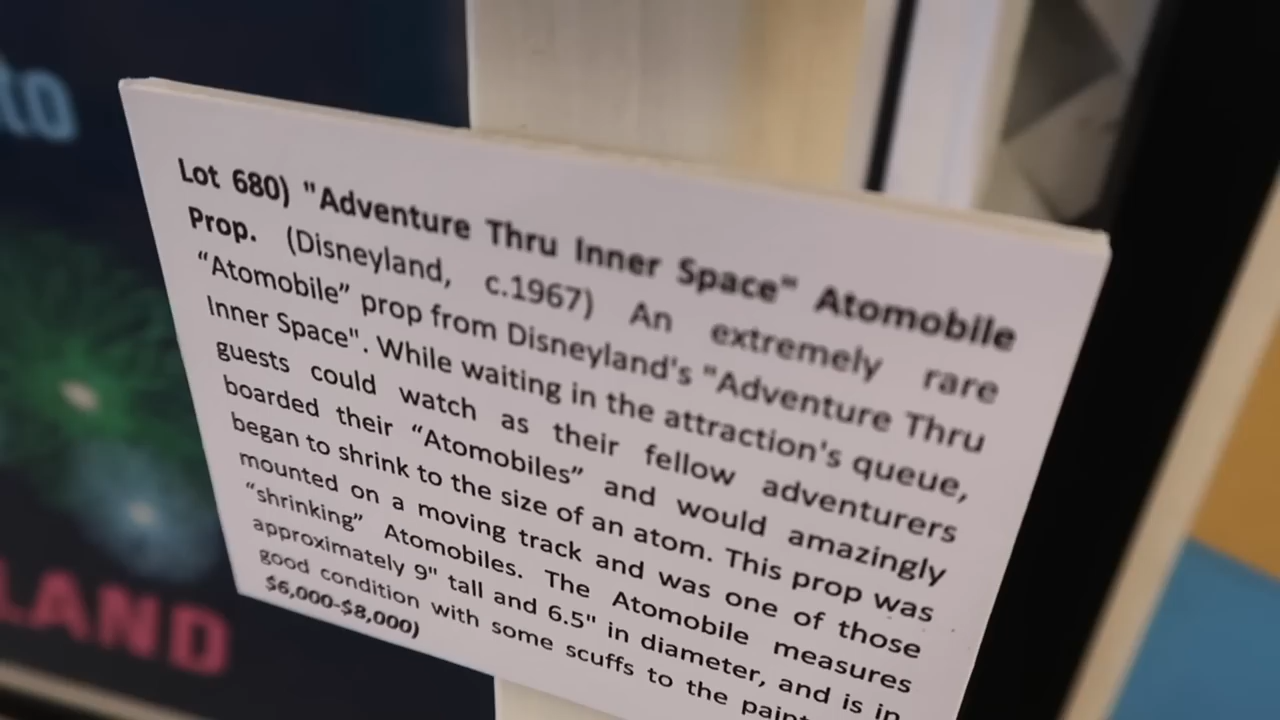 to
LAND
Lot 680) "Adventure Thru Inner Space" Atomobile
Prop. (Disneyland, c.1967) An extremely rare
“Atomobile” prop from Disneyland's "Adventure Thru
Inner Space". While waiting in the attraction's queue,
guests could watch as their fellow adventurers
boarded their “Atomobiles” and would amazingly
began to shrink to the size of an atom. This prop was
mounted on a moving track and was one of those
“shrinking” Atomobiles. The Atomobile measures
approximately 9" tall and 6.5" in diameter, and is in
good condition with some scuffs to the paint
$6,000-$8,000)